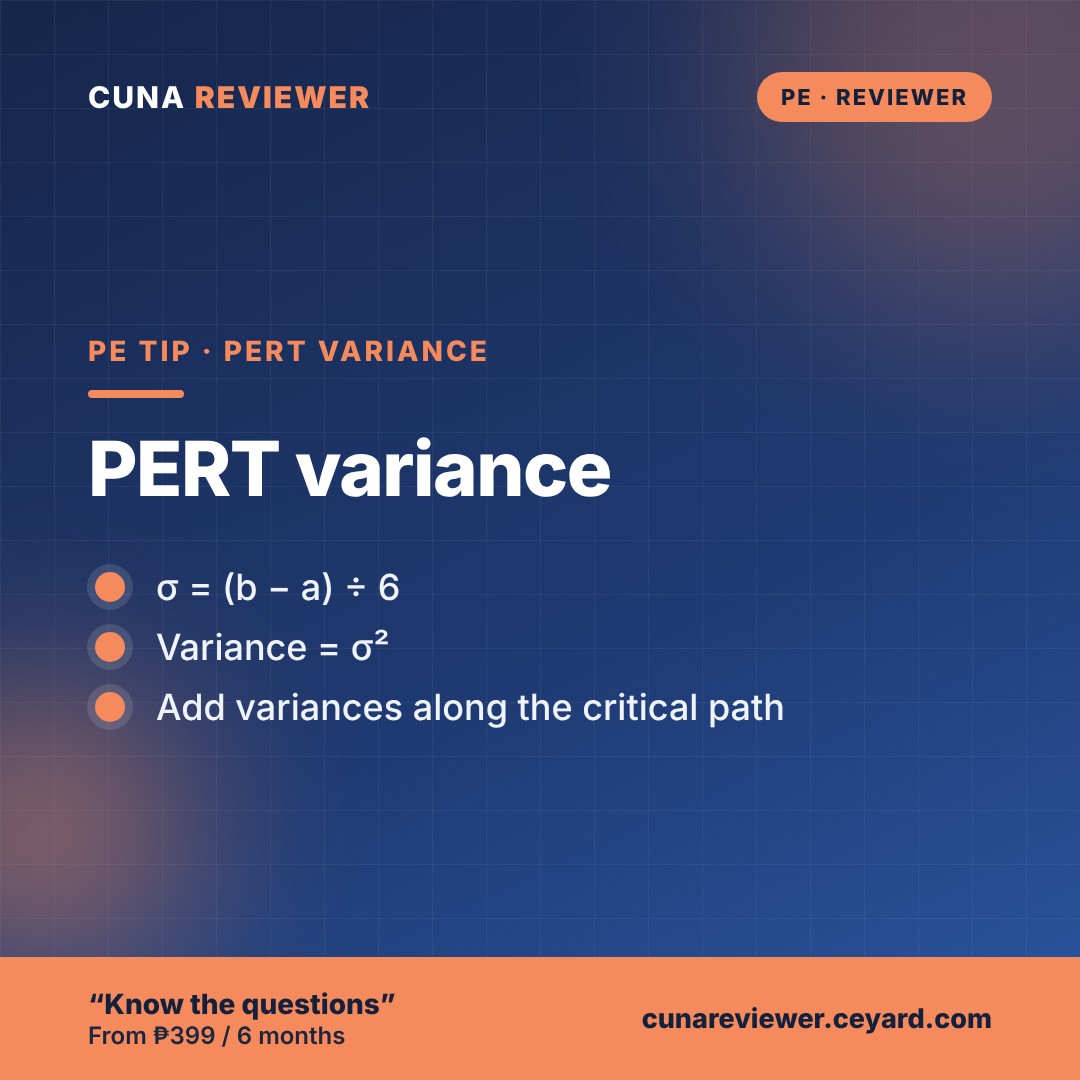 CUNA REVIEWER
PE · REVIEWER
PE TIP · PERT VARIANCE
PERT variance
σ = (b − a) ÷ 6
Variance = σ²
Add variances along the critical path
“Know the questions”
From ₱399 / 6 months
cunareviewer.ceyard.com